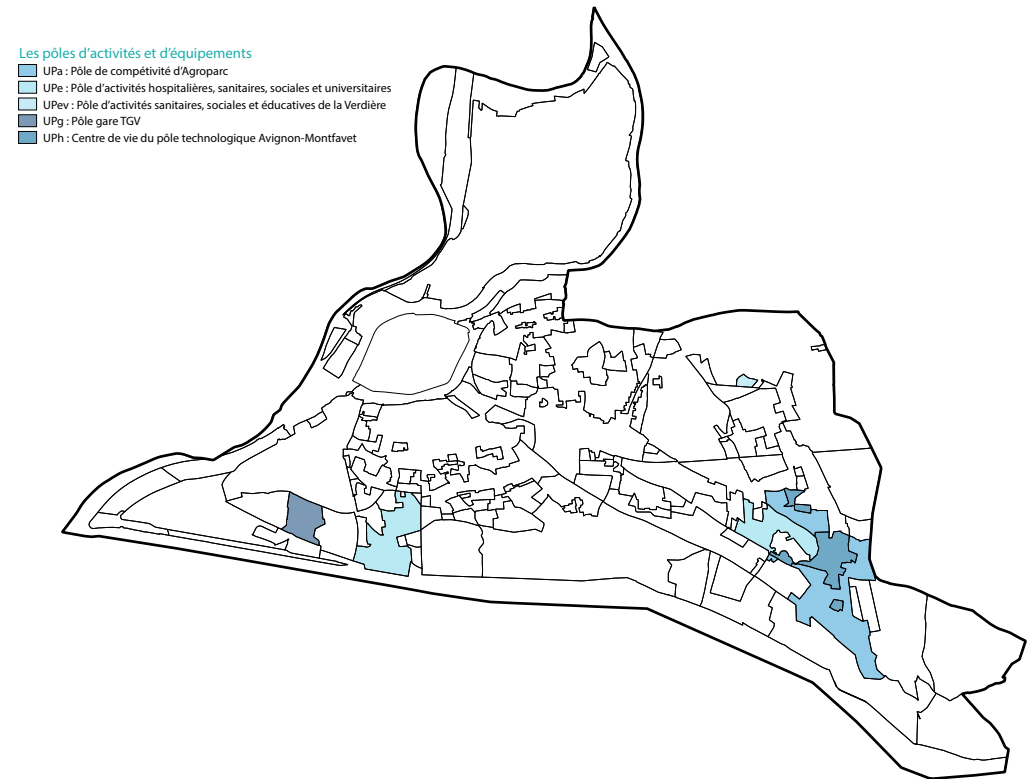 Les pôles d'activités et d'équipements
UPa : Pôle de compétivité d'Agroparc
UPe : Pôle d'activités hospitalières, sanitaires, sociales et universitaires
UPev : Pôle d'activités sanitaires, sociales et éducatives de la Verdière
UPg : Pôle gare TGV
UPh : Centre de vie du pôle technologique Avignon-Montfavet